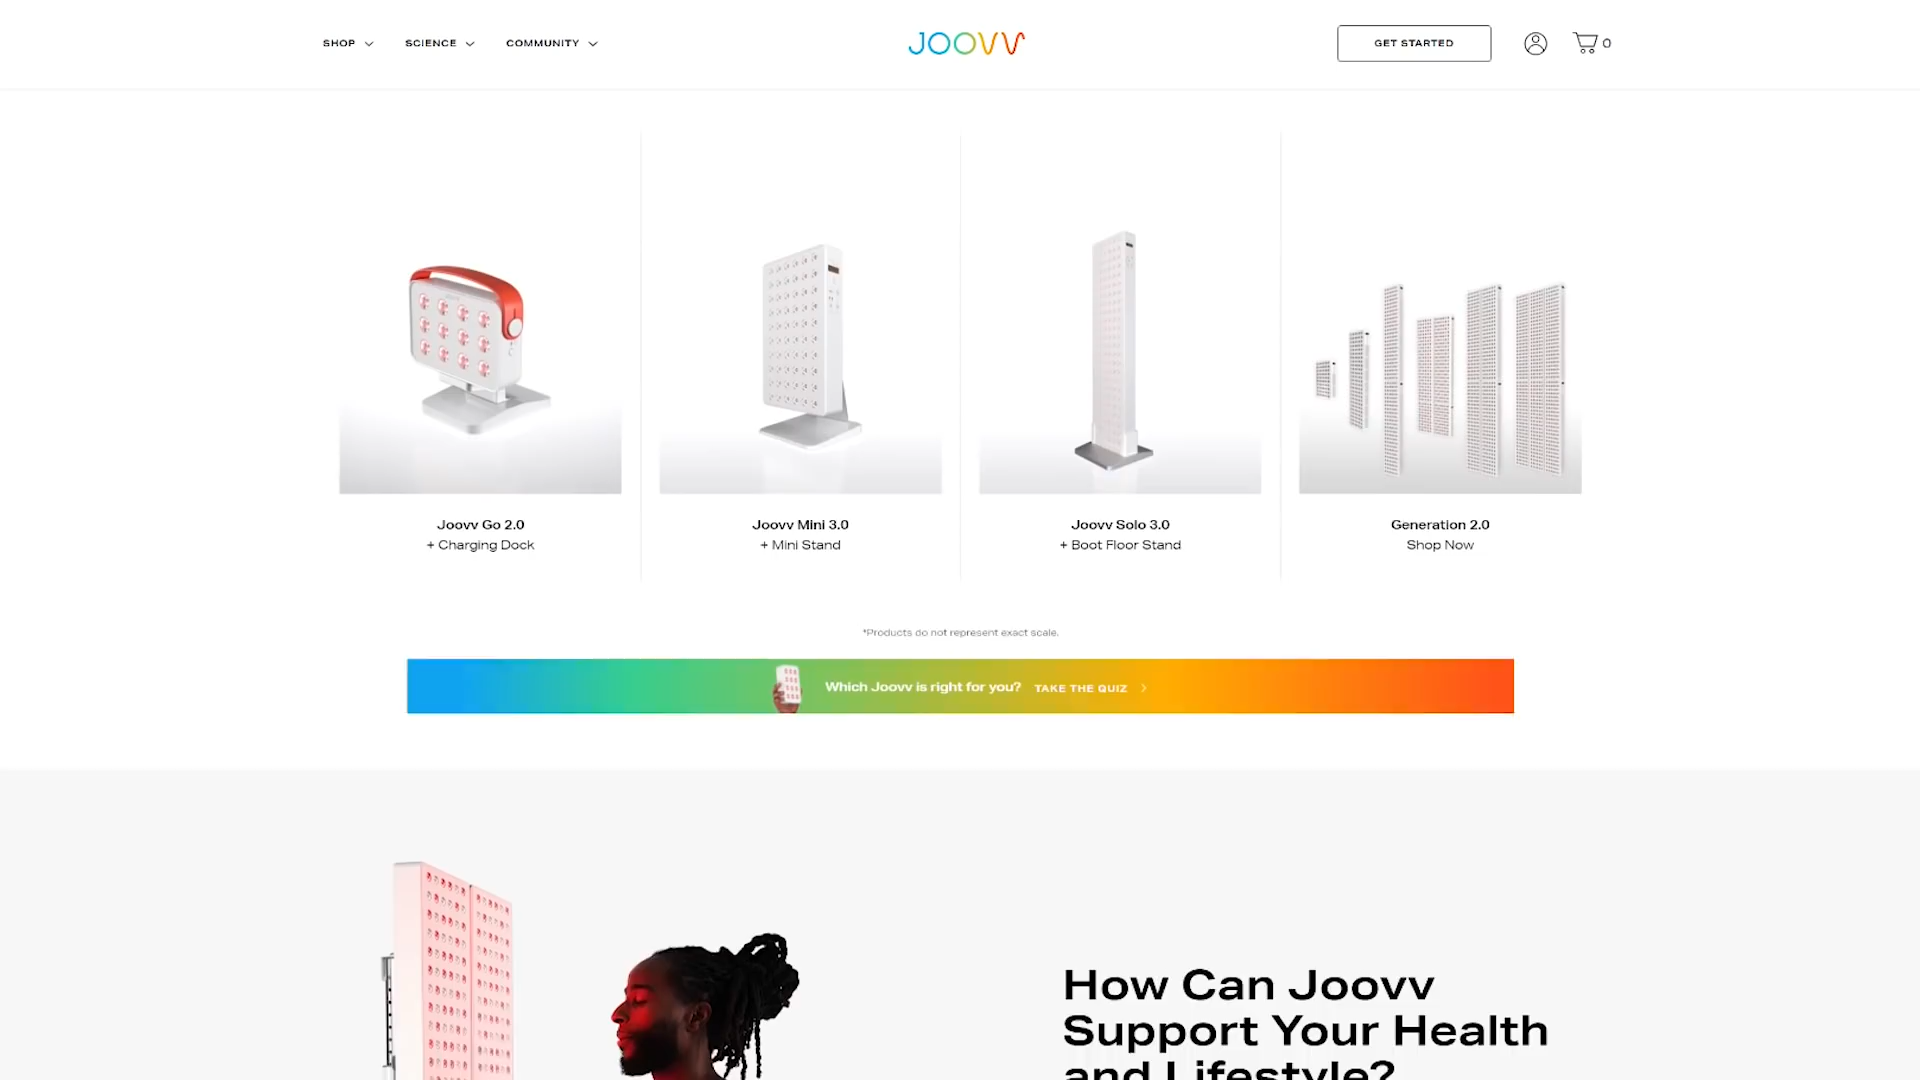 SHOP
SCIENCE
COMMUNITY
JOOVV
GET STARTED
0
Joovv Go 2.0
+ Charging Dock
Joovv Mini 3.0
+ Mini Stand
Joovv Solo 3.0
+ Boot Floor Stand
Generation 2.0
Shop Now
*Products do not represent exact scale.
Which Joovv is right for you? TAKE THE QUIZ
How Can Joovv
Support Your Health
and Lifestyle?